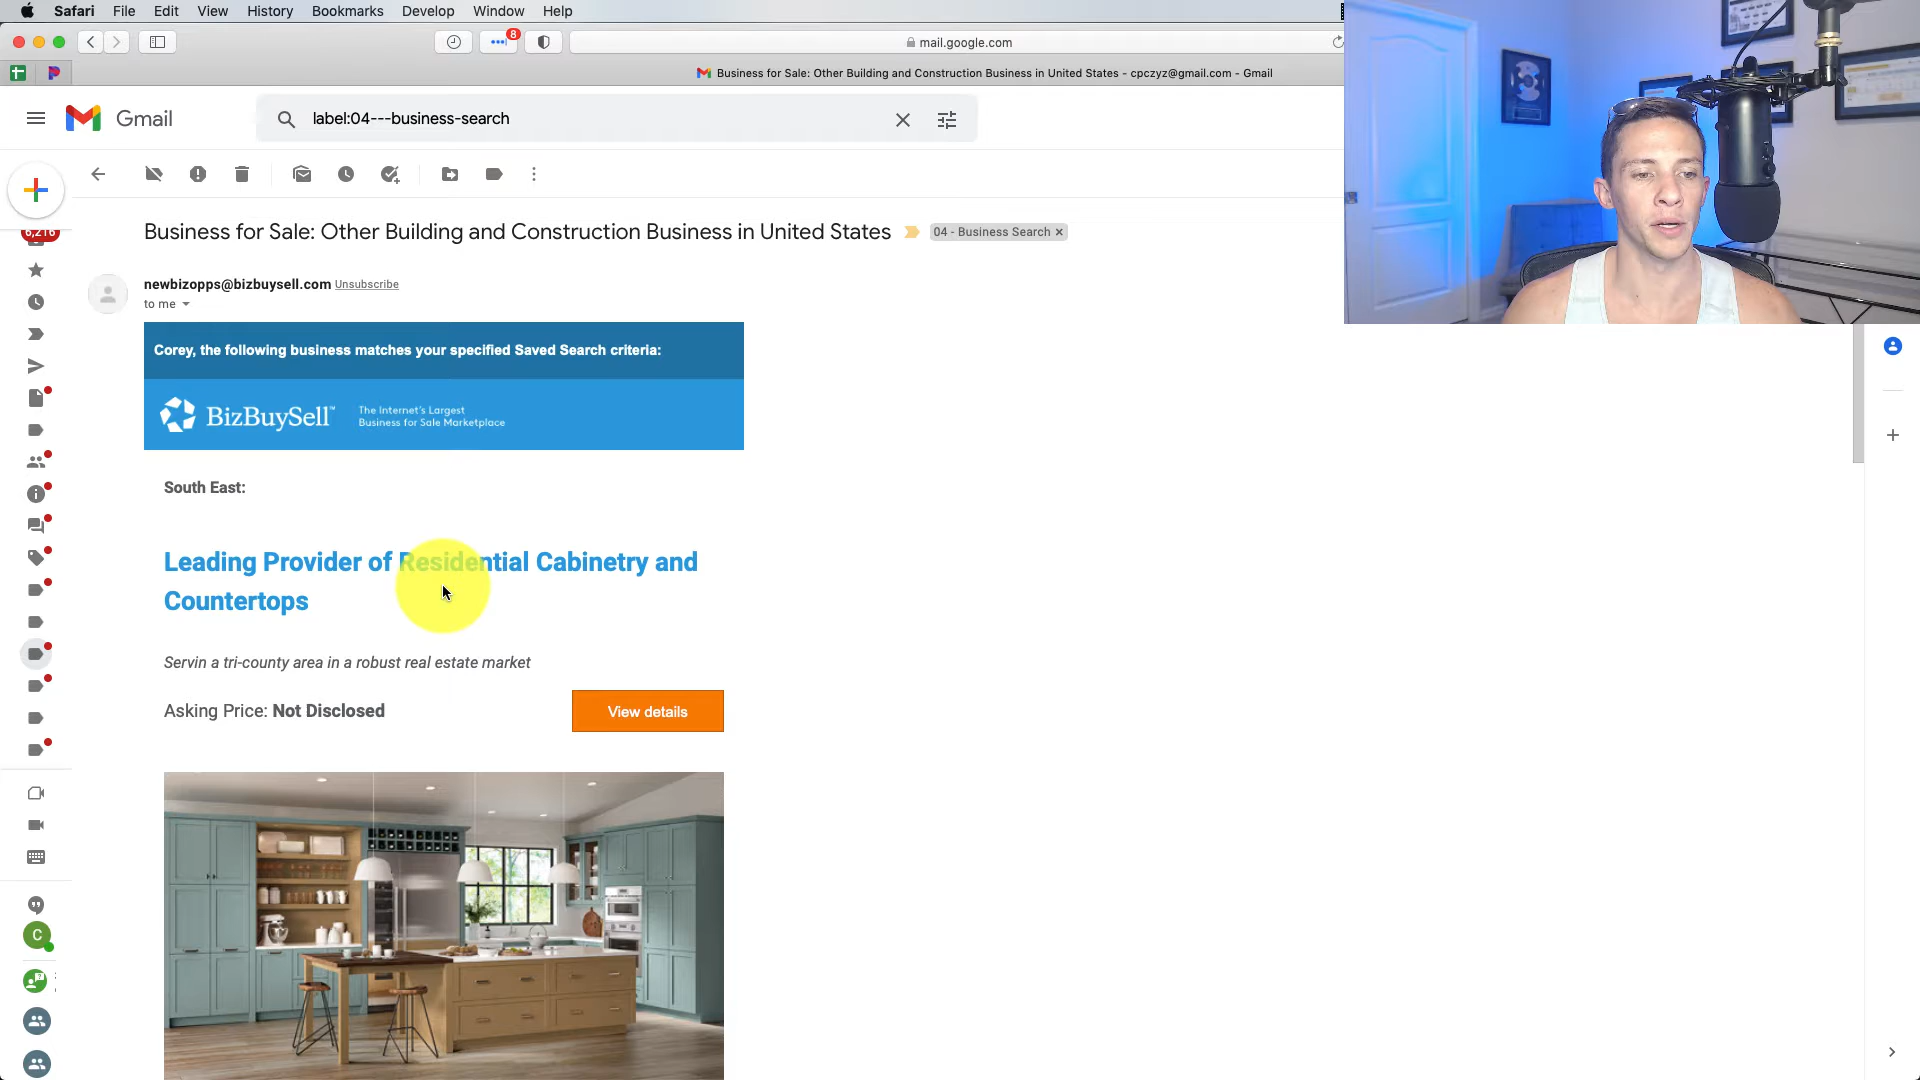 Safari File Edit View History Bookmarks Develop Window Help
8
mail.google.com
Business for Sale: Other Building and Construction Business in United States - cpczyz@gmail.com - Gmail
Gmail
label:04---business-search
6,216
Business for Sale: Other Building and Construction Business in United States
04 - Business Search ×
newbizopps@bizbuysell.com Unsubscribe
to me
Corey, the following business matches your specified Saved Search criteria:
BizBuySell™
The Internet's Largest
Business for Sale Marketplace
South East:
Leading Provider of Residential Cabinetry and
Countertops
Servin a tri-county area in a robust real estate market
Asking Price: Not Disclosed
View details
C